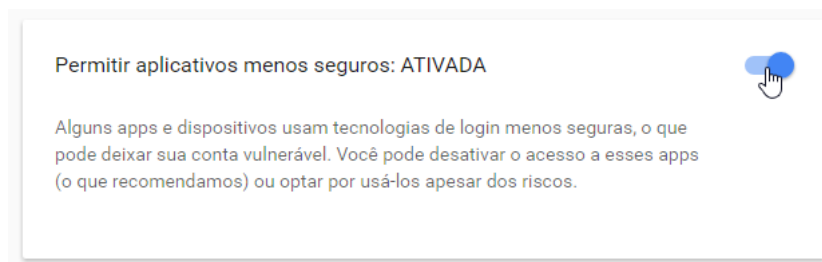 Permitir aplicativos menos seguros: ATIVADA
Alguns apps e dispositivos usam tecnologias de login menos seguras, o que
pode deixar sua conta vulnerável. Você pode desativar o acesso a esses apps
(o que recomendamos) ou optar por usá-los apesar dos riscos.